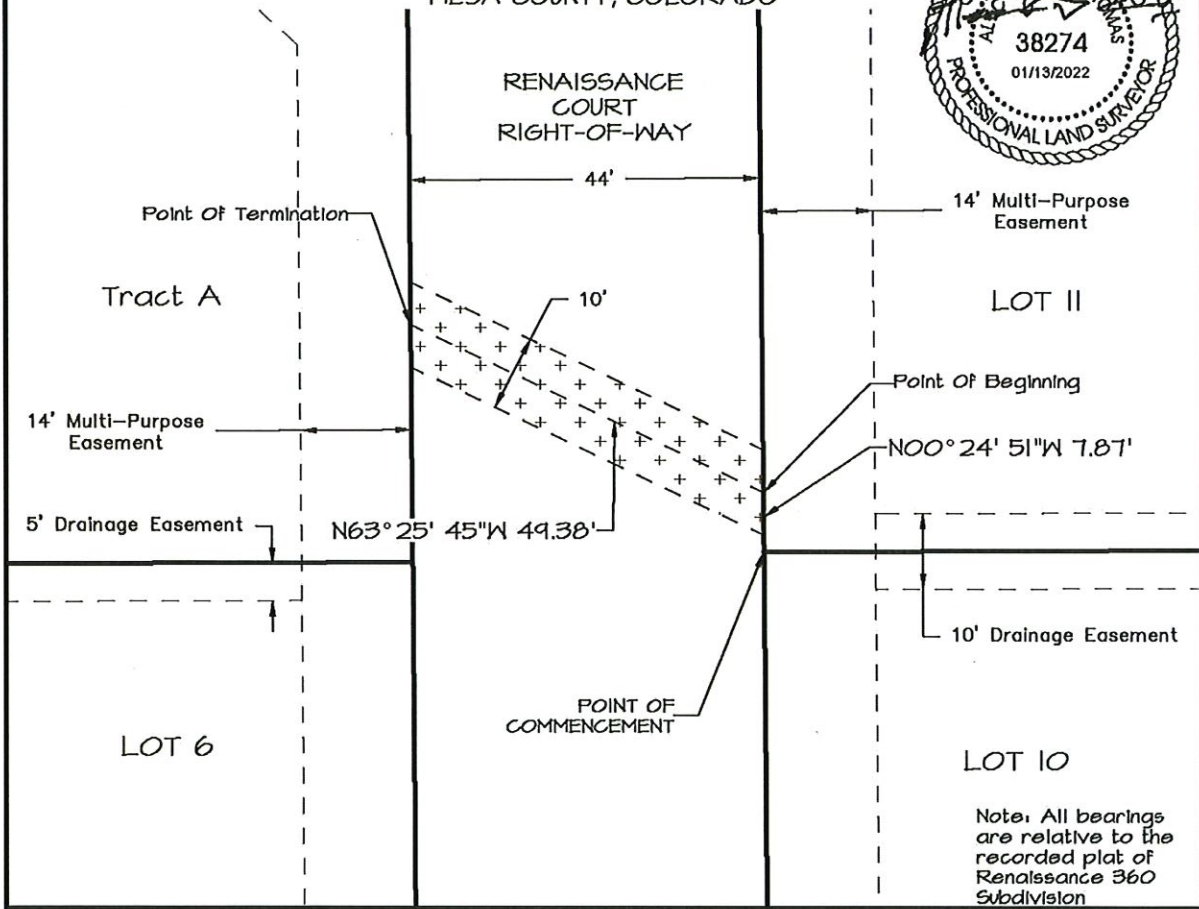 MESA COUNTY, COLORADO
38274
01/13/2022
PROFESSIONAL LAND SURVEYOR
RENAISSANCE
COURT
RIGHT-OF-WAY
44'
14' Multi-Purpose
Easement
Point Of Termination
Tract A
10'
LOT 11
Point Of Beginning
14' Multi-Purpose
Easement
N00°24'51"W 7.87'
5' Drainage Easement
N63°25'45"W 49.38'
10' Drainage Easement
POINT OF
COMMENCEMENT
LOT 6
LOT 10
Note: All bearings
are relative to the
recorded plat of
Renaissance 360
Subdivision